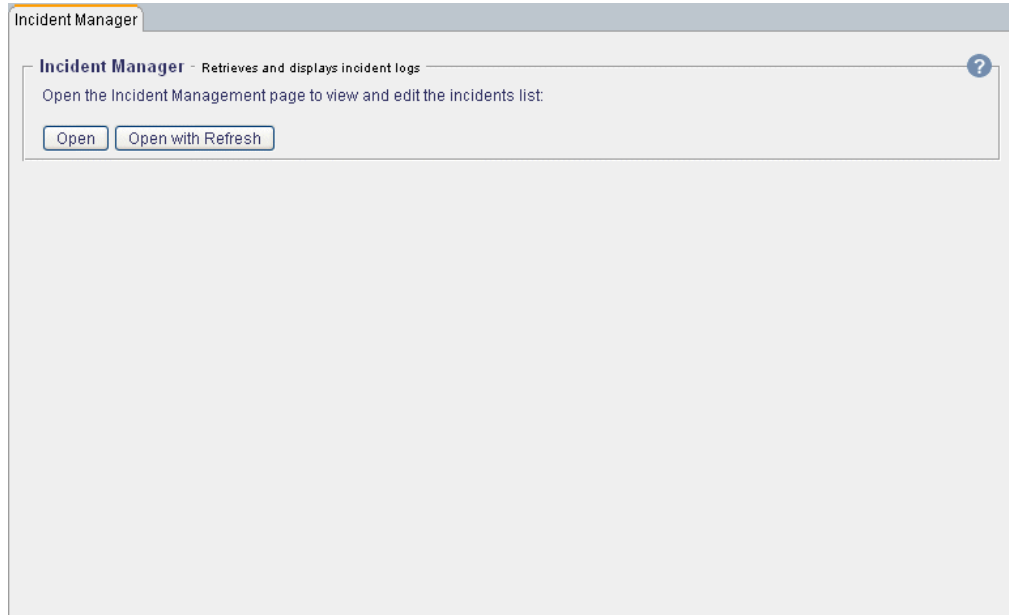 Incident Manager
Incident Manager - Retrieves and displays incident logs
?
Open the Incident Management page to view and edit the incidents list:
Open Open with Refresh